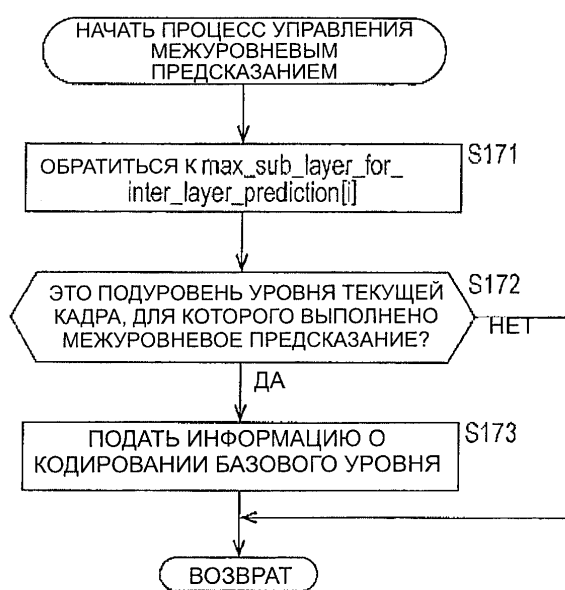 НАЧАТЬ ПРОЦЕСС УПРАВЛЕНИЯ
МЕЖУРОВНЕВЫМ
ПРЕДСКАЗАНИЕМ
S171
ОБРАТИТЬСЯ К max_sub_layer_for_
inter_layer_prediction[i]
S172
ЭТО ПОДУРОВЕНЬ УРОВНЯ ТЕКУЩЕЙ
КАДРА, ДЛЯ КОТОРОГО ВЫПОЛНЕНО
МЕЖУРОВНЕВОЕ ПРЕДСКАЗАНИЕ?
НЕТ
ДА
S173
ПОДАТЬ ИНФОРМАЦИЮ О
КОДИРОВАНИИ БАЗОВОГО УРОВНЯ
ВОЗВРАТ